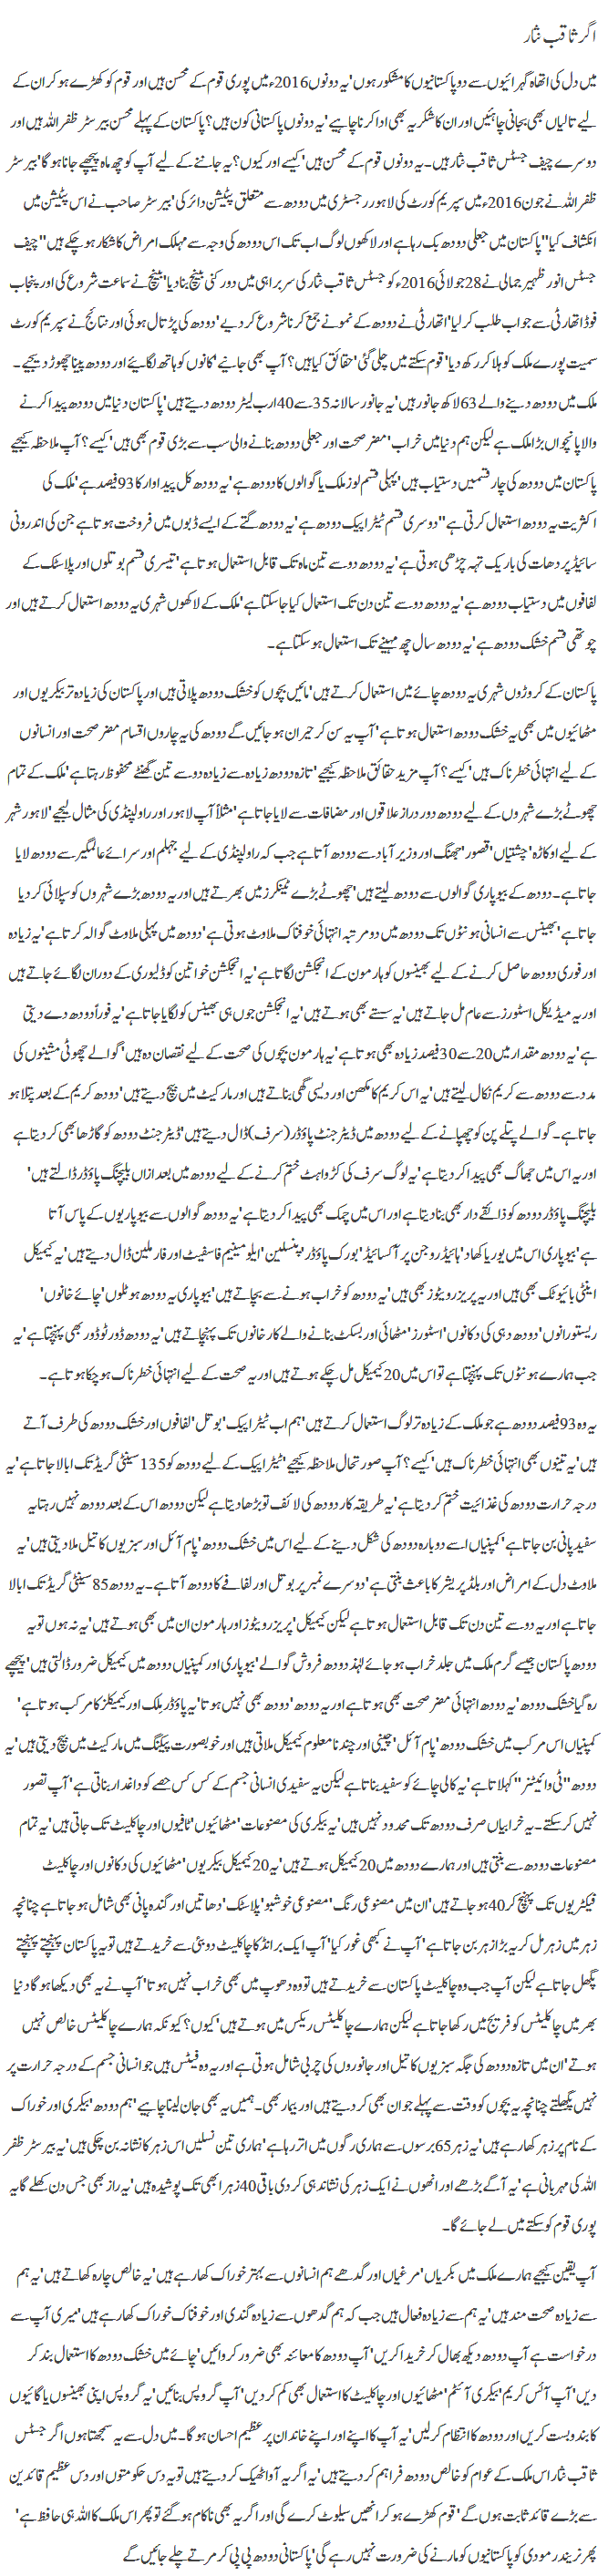 اگر ثاقب نثار
میں دل کی اتھاہ گہرائیوں سے دو پاکستانیوں کا مشکور ہوں' یہ دونوں 2016ء میں پوری قوم کے محسن ہیں اور قوم کو کھڑے ہو کر ان کے
لیے تالیاں بھی بجانی چاہئیں اور ان کا شکریہ بھی ادا کرنا چاہیے' یہ دونوں پاکستانی کون ہیں؟ پاکستان کے پہلے محسن بیرسٹر ظفر اللہ ہیں اور
دوسرے چیف جسٹس ثاقب نثار ہیں۔ یہ دونوں قوم کے محسن ہیں' کیسے اور کیوں؟ یہ جاننے کے لیے آپ کو چھ ماہ پیچھے جانا ہوگا' بیرسٹر
ظفر اللہ نے جون 2016ء میں سپریم کورٹ کی لاہور رجسٹری میں دودھ سے متعلق پٹیشن دائر کی' بیرسٹر صاحب نے اس پٹیشن میں
انکشاف کیا' "پاکستان میں جعلی دودھ بک رہا ہے اور لاکھوں لوگ اب تک اس دودھ کی وجہ سے مہلک امراض کا شکار ہو چکے ہیں" چیف
جسٹس انور ظہیر جمالی نے 28 جولائی 2016ء کو جسٹس ثاقب نثار کی سربراہی میں دو رکنی بینچ بنا دیا' بینچ نے سماعت شروع کی اور پنجاب
فوڈ اتھارٹی سے جواب طلب کر لیا' اتھارٹی نے دودھ کے نمونے جمع کرنا شروع کر دیے' دودھ کی پڑتال ہوئی اور نتائج نے سپریم کورٹ
سمیت پورے ملک کو ہلا کر رکھ دیا' قوم سکتے میں چلی گئی' حقائق کیا ہیں؟ آپ بھی جانیے' کانوں کو ہاتھ لگائیے اور دودھ پینا چھوڑ دیجیے۔
ملک میں دودھ دینے والے 63 لاکھ جانور ہیں' یہ جانور سالانہ 35 سے 40 ارب لیٹر دودھ دیتے ہیں' پاکستان دنیا میں دودھ پیدا کرنے
والا پانچواں بڑا ملک ہے لیکن ہم دنیا میں خراب' مضر صحت اور جعلی دودھ بنانے والی سب سے بڑی قوم بھی ہیں' کیسے؟ آپ ملاحظہ کیجیے
پاکستان میں دودھ کی چار قسمیں دستیاب ہیں' پہلی قسم لوز ملک یا گوالوں کا دودھ ہے' یہ دودھ کل پیداوار کا 93 فیصد ہے' ملک کی
اکثریت یہ دودھ استعمال کرتی ہے" دوسری قسم ٹیٹرا پیک دودھ ہے' یہ دودھ گتے کے ایسے ڈبوں میں فروخت ہوتا ہے جن کی اندرونی
سائیڈ پر دھات کی باریک تہہ چڑھی ہوتی ہے' یہ دودھ دو سے تین ماہ تک قابل استعمال ہوتا ہے' تیسری قسم بوتلوں اور پلاسٹک کے
لفافوں میں دستیاب دودھ ہے' یہ دودھ دو سے تین دن تک استعمال کیا جا سکتا ہے' ملک کے لاکھوں شہری یہ دودھ استعمال کرتے ہیں اور
چوتھی قسم خشک دودھ ہے' یہ دودھ سال چھ مہینے تک استعمال ہو سکتا ہے۔
پاکستان کے کروڑوں شہری یہ دودھ چائے میں استعمال کرتے ہیں' مائیں بچوں کو خشک دودھ پلاتی ہیں اور پاکستان کی زیادہ تر بیکریوں اور
مٹھائیوں میں بھی یہ خشک دودھ استعمال ہوتا ہے' آپ یہ سن کر حیران ہو جائیں گے دودھ کی یہ چاروں اقسام مضر صحت اور انسانوں
کے لیے انتہائی خطرناک ہیں' کیسے؟ آپ مزید حقائق ملاحظہ کیجیے' تازہ دودھ زیادہ سے زیادہ دو سے تین گھنٹے محفوظ رہتا ہے' ملک کے تمام
چھوٹے بڑے شہروں کے لیے دودھ دور دراز علاقوں اور مضافات سے لایا جاتا ہے' مثلاً آپ لاہور اور راولپنڈی کی مثال لیجیے' لاہور شہر
کے لیے اوکاڑہ' چشتیاں' قصور' جھنگ اور وزیر آباد سے دودھ آتا ہے جب کہ راولپنڈی کے لیے جہلم اور سرائے عالمگیر سے دودھ لایا
جاتا ہے۔ دودھ کے بیوپاری گوالوں سے دودھ لیتے ہیں' چھوٹے بڑے ٹینکرز میں بھرتے ہیں اور یہ دودھ بڑے شہروں کو سپلائی کر دیا
جاتا ہے' بھینس سے انسانی ہونٹوں تک دودھ میں دو مرتبہ انتہائی خوفناک ملاوٹ ہوتی ہے' دودھ میں پہلی ملاوٹ گوالہ کرتا ہے' یہ زیادہ
اور فوری دودھ حاصل کرنے کے لیے بھینسوں کو ہارمون کے انجکشن لگاتا ہے' یہ انجکشن خواتین کو ڈلیوری کے دوران لگائے جاتے ہیں
اور یہ میڈیکل اسٹورز سے عام مل جاتے ہیں' یہ سستے بھی ہوتے ہیں' یہ انجکشن جوں ہی بھینس کو لگایا جاتا ہے' یہ فوراً دودھ دے دیتی
ہے' یہ دودھ مقدار میں 20 سے 30 فیصد زیادہ بھی ہوتا ہے' یہ ہارمون بچوں کی صحت کے لیے نقصان دہ ہیں' گوالے چھوٹی مشینوں کی
مدد سے دودھ سے کریم نکال لیتے ہیں' یہ اس کریم کا مکھن اور دیسی گھی بناتے ہیں اور مارکیٹ میں بیچ دیتے ہیں' دودھ کریم کے بعد پتلا ہو
جاتا ہے۔ گوالے پتلے پن کو چھپانے کے لیے دودھ میں ڈیٹرجنٹ پاؤڈر (سرف) ڈال دیتے ہیں' ڈیٹرجنٹ دودھ کو گاڑھا بھی کر دیتا ہے
اور یہ اس میں جھاگ بھی پیدا کر دیتا ہے' یہ لوگ سرف کی کڑواہٹ ختم کرنے کے لیے دودھ میں بعد ازاں بلیچنگ پاؤڈر ڈالتے ہیں'
بلیچنگ پاؤڈر دودھ کو ذائقے دار بھی بنا دیتا ہے اور اس میں چمک بھی پیدا کر دیتا ہے' یہ دودھ گوالوں سے بیوپاریوں کے پاس آتا
ہے' بیوپاری اس میں یوریا کھاد' ہائیڈروجن پر آکسائیڈ' بورک پاؤڈر' پنسلین' ایلومینیم فاسفیٹ اور فارملین ڈال دیتے ہیں' یہ کیمیکل
اینٹی بائیوٹک بھی ہیں اور یہ پریزرویٹوز بھی ہیں' یہ دودھ کو خراب ہونے سے بچاتے ہیں' بیوپاری یہ دودھ ہوٹلوں' چائے خانوں'
ریستورانوں' دودھ دہی کی دکانوں' اسٹورز' مٹھائی اور بسکٹ بنانے والے کارخانوں تک پہنچاتے ہیں' یہ دودھ ڈور ٹو ڈور بھی پہنچتا ہے' یہ
جب ہمارے ہونٹوں تک پہنچتا ہے تو اس میں 20 کیمیکل مل چکے ہوتے ہیں اور یہ صحت کے لیے انتہائی خطرناک ہو چکا ہوتا ہے۔
یہ وہ 93 فیصد دودھ ہے جو ملک کے زیادہ تر لوگ استعمال کرتے ہیں' ہم اب ٹیٹرا پیک' بوتل' لفافوں اور خشک دودھ کی طرف آتے
ہیں' یہ تینوں بھی انتہائی خطرناک ہیں' کیسے؟ آپ صورتحال ملاحظہ کیجیے' ٹیٹرا پیک کے لیے دودھ کو 135 سینٹی گریڈ تک ابالا جاتا ہے' یہ
درجہ حرارت دودھ کی غذائیت ختم کر دیتا ہے' یہ طریقہ کار دودھ کی لائف تو بڑھا دیتا ہے لیکن دودھ اس کے بعد دودھ نہیں رہتا یہ
سفید پانی بن جاتا ہے' کمپنیاں اسے دوبارہ دودھ کی شکل دینے کے لیے اس میں خشک دودھ' پام آئل اور سبزیوں کا تیل ملا دیتی ہیں' یہ
ملاوٹ دل کے امراض اور بلڈ پریشر کا باعث بنتی ہے' دوسرے نمبر پر بوتل اور لفافے کا دودھ آتا ہے۔ یہ دودھ 85 سینٹی گریڈ تک ابالا
جاتا ہے اور یہ دو سے تین دن تک قابل استعمال ہوتا ہے لیکن کیمیکل' پریزرویٹوز اور ہارمون ان میں بھی ہوتے ہیں' یہ نہ ہوں تو یہ
دودھ پاکستان جیسے گرم ملک میں جلد خراب ہو جائے لہٰذا دودھ فروش گوالے' بیوپاری اور کمپنیاں دودھ میں کیمیکل ضرور ڈالتی ہیں' پیچھے
رہ گیا خشک دودھ' یہ دودھ انتہائی مضر صحت بھی ہوتا ہے اور یہ دودھ' دودھ بھی نہیں ہوتا' یہ پاؤڈر ملک اور کیمیکلز کا مرکب ہوتا ہے'
کمپنیاں اس مرکب میں خشک دودھ' پام آئل' چینی اور چند نامعلوم کیمیکل ملاتی ہیں اور خوبصورت پیکنگ میں مارکیٹ میں بیچ دیتی ہیں' یہ
دودھ "ٹی وائیٹنر" کہلاتا ہے' یہ کالی چائے کو سفید بناتا ہے لیکن یہ سفیدی انسانی جسم کے کس کس حصے کو داغدار بناتی ہے' آپ تصور
نہیں کر سکتے۔ یہ خرابیاں صرف دودھ تک محدود نہیں ہیں' یہ بیکری کی مصنوعات' مٹھائیوں' ٹافیوں اور چاکلیٹ تک جاتی ہیں' یہ تمام
مصنوعات دودھ سے بنتی ہیں اور ہمارے دودھ میں 20 کیمیکل ہوتے ہیں' یہ 20 کیمیکل بیکریوں' مٹھائیوں کی دکانوں اور چاکلیٹ
فیکٹریوں تک پہنچ کر 40 ہو جاتے ہیں' ان میں مصنوعی رنگ' مصنوعی خوشبو' پلاسٹک' دھاتیں اور گندہ پانی بھی شامل ہو جاتا ہے چنانچہ
زہر میں زہر مل کر یہ بڑا زہر بن جاتا ہے' آپ نے کبھی غور کیا' آپ ایک برانڈ کا چاکلیٹ دوبئی سے خریدتے ہیں تو یہ پاکستان پہنچتے پہنچتے
پگھل جاتا ہے لیکن آپ جب وہ چاکلیٹ پاکستان سے خریدتے ہیں تو وہ دھوپ میں بھی خراب نہیں ہوتا' آپ نے یہ بھی دیکھا ہوگا دنیا
بھر میں چاکلیٹس کو فریج میں رکھا جاتا ہے لیکن ہمارے چاکلیٹس ریکس میں ہوتے ہیں' کیوں؟ کیونکہ ہمارے چاکلیٹس خالص نہیں
ہوتے' ان میں تازہ دودھ کی جگہ سبزیوں کا تیل اور جانوروں کی چربی شامل ہوتی ہے اور یہ وہ فیٹس ہیں جو انسانی جسم کے درجہ حرارت پر
نہیں پگھلتے چنانچہ یہ بچوں کو وقت سے پہلے جوان بھی کر دیتے ہیں اور بیمار بھی۔ ہمیں یہ بھی جان لینا چاہیے' ہم دودھ' بیکری اور خوراک
کے نام پر زہر کھا رہے ہیں' یہ زہر 65 برسوں سے ہماری رگوں میں اتر رہا ہے' ہماری تین نسلیں اس زہر کا نشانہ بن چکی ہیں' یہ بیرسٹر ظفر
اللہ کی مہربانی ہے' یہ آگے بڑھے اور انھوں نے ایک زہر کی نشاندہی کر دی باقی 40 زہر ابھی تک پوشیدہ ہیں' یہ راز بھی جس دن کھلے گا یہ
پوری قوم کو سکتے میں لے جائے گا۔
آپ یقین کیجیے ہمارے ملک میں بکریاں' مرغیاں اور گدھے ہم انسانوں سے بہتر خوراک کھا رہے ہیں' یہ خالص چارہ کھاتے ہیں' یہ ہم
سے زیادہ صحت مند ہیں' یہ ہم سے زیادہ فعال ہیں جب کہ ہم گدھوں سے زیادہ گندی اور خوفناک خوراک کھا رہے ہیں' میری آپ سے
درخواست ہے آپ دودھ دیکھ بھال کر خریدا کریں' آپ دودھ کا معائنہ بھی ضرور کروائیں' چائے میں خشک دودھ کا استعمال بند کر
دیں' آپ آئس کریم' بیکری آئٹم' مٹھائیوں اور چاکلیٹ کا استعمال بھی کم کر دیں' آپ گروپس بنائیں' یہ گروپس اپنی بھینسوں یا گائیوں
کا بندوبست کریں اور دودھ کا انتظام کر لیں' یہ آپ کا اپنے اور اپنے خاندان پر عظیم احسان ہوگا۔ میں دل سے یہ سمجھتا ہوں اگر جسٹس
ثاقب نثار اس ملک کے عوام کو خالص دودھ فراہم کر دیتے ہیں' یہ اگر یہ آوا ٹھیک کر دیتے ہیں تو یہ دس حکومتوں اور دس عظیم قائدین
سے بڑے قائد ثابت ہوں گے' قوم کھڑے ہو کر انھیں سیلوٹ کرے گی اور اگر یہ بھی ناکام ہو گئے تو پھر اس ملک کا اللہ ہی حافظ ہے'
پھر نریندر مودی کو پاکستانیوں کو مارنے کی ضرورت نہیں رہے گی' پاکستانی دودھ پی پی کر مرتے چلے جائیں گے